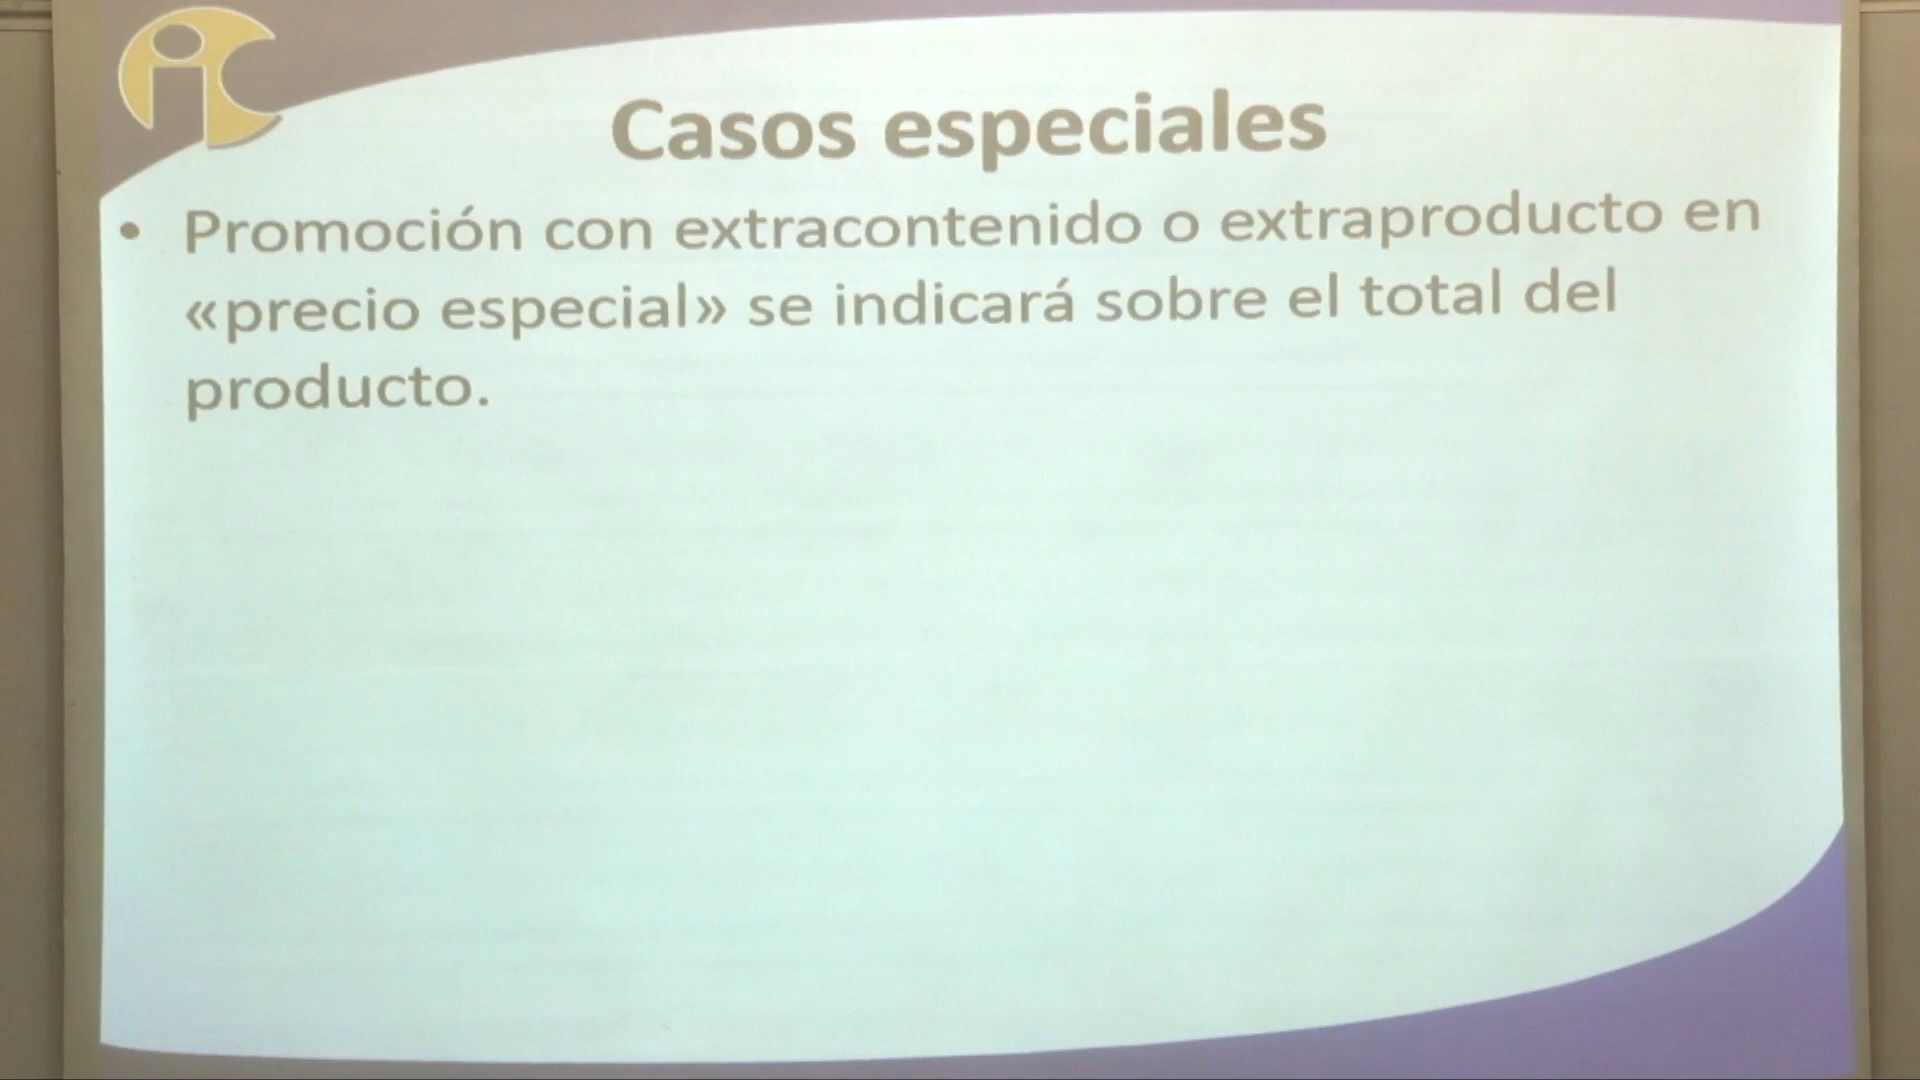 Casos especiales
• Promoción con extracontenido o extraproducto en
«precio especial» se indicará sobre el total del
producto.